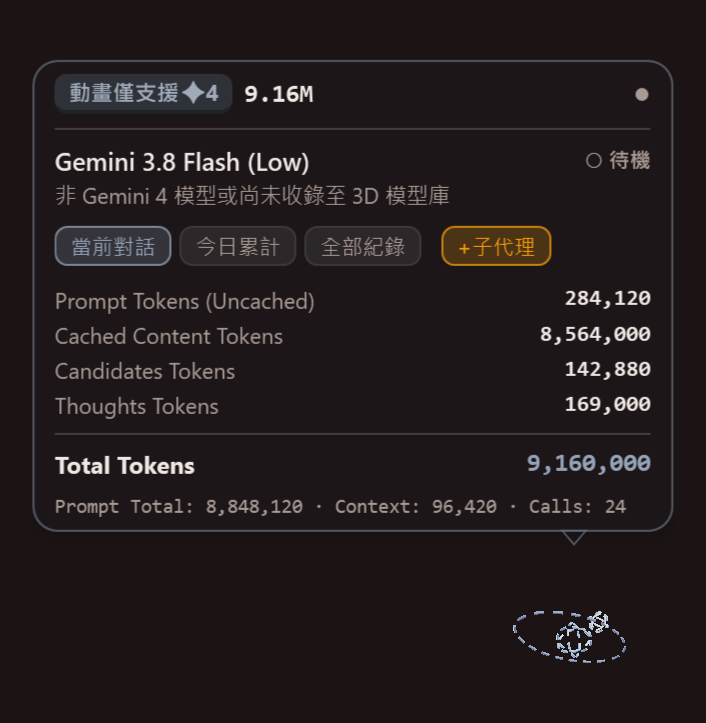 動畫僅支援✦4 9.16M
Gemini 3.8 Flash (Low) ○ 待機
非 Gemini 4 模型或尚未收錄至 3D 模型庫
當前對話 今日累計 全部紀錄 +子代理
Prompt Tokens (Uncached) 284,120
Cached Content Tokens 8,564,000
Candidates Tokens 142,880
Thoughts Tokens 169,000
Total Tokens 9,160,000
Prompt Total: 8,848,120 · Context: 96,420 · Calls: 24